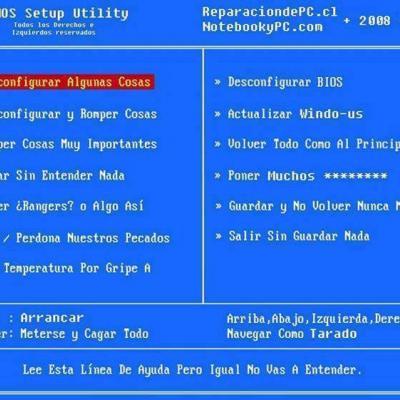 OS Setup Utility
Todos los Derechos e
Izquierdos reservados
ReparaciondePC.cl
NotebookyPC.com + 2008
configurar Algunas Cosas
configurar y Romper Cosas
per Cosas Muy Importantes
ar Sin Entender Nada
er ¿Rangers? o Algo Así
/ Perdona Nuestros Pecados
Temperatura Por Gripe A
» Desconfigurar BIOS
» Actualizar Windo-us
» Volver Todo Como Al Princip
» Poner Muchos ********
» Guardar y No Volver Nunca M
» Salir Sin Guardar Nada
: Arrancar
er: Meterse y Cagar Todo
Arriba,Abajo,Izquierda,Dere
Navegar Como Tarado
Lee Esta Línea De Ayuda Pero Igual No Vas A Entender.